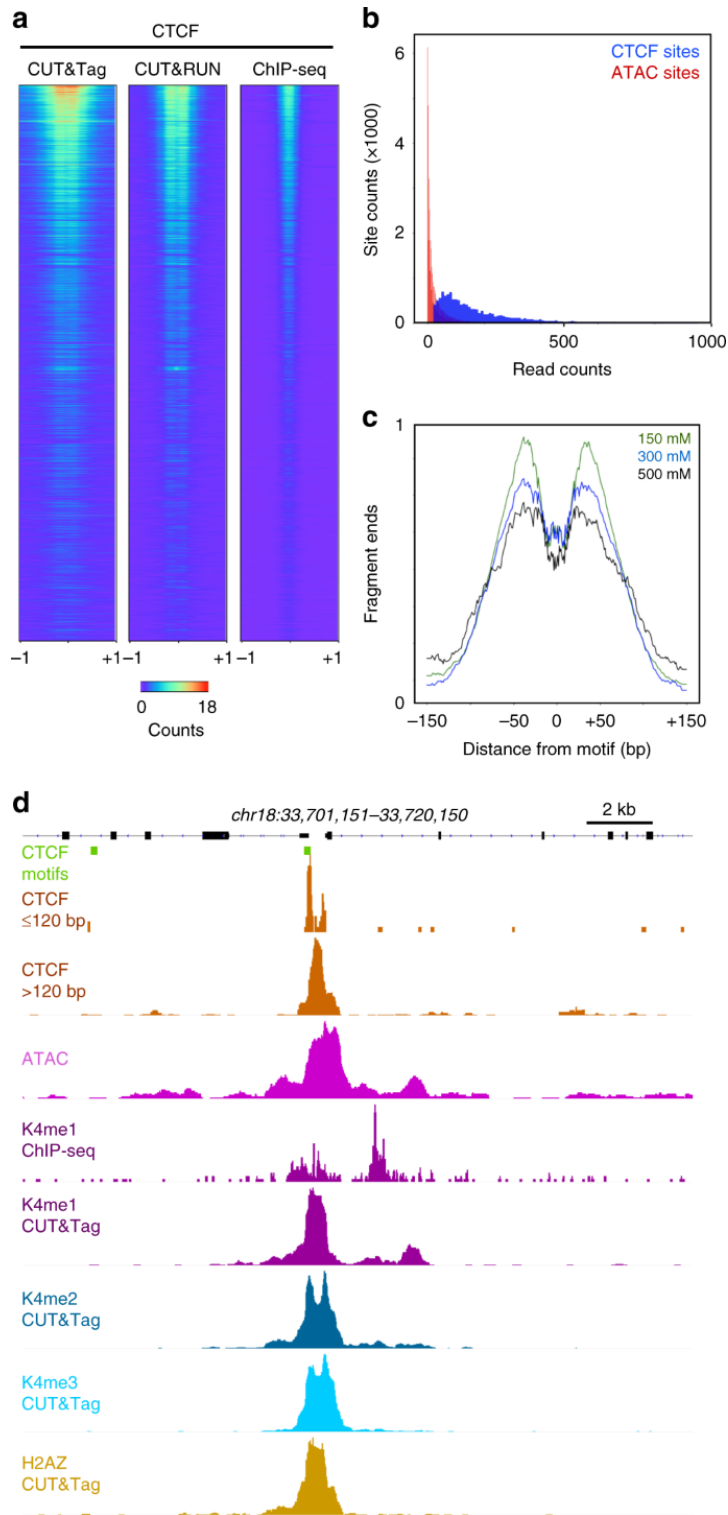 a
CTCF
CUT&Tag CUT&RUN ChIP-seq
−1 +1 −1 +1 −1 +1
0 18
Counts
b
CTCF sites
ATAC sites
Site counts (×1000)
6
4
2
0
0 500 1000
Read counts
c
150 mM
300 mM
500 mM
Fragment ends
1
0
−150 −50 0 +50 +150
Distance from motif (bp)
d
chr18:33,701,151–33,720,150
2 kb
CTCF
motifs
CTCF
≤120 bp
CTCF
>120 bp
ATAC
K4me1
ChIP-seq
K4me1
CUT&Tag
K4me2
CUT&Tag
K4me3
CUT&Tag
H2AZ
CUT&Tag